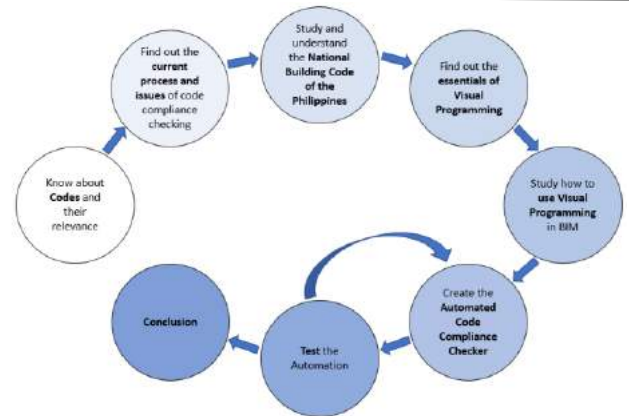 Know about
Codes and
their
relevance
Find out the
current
process and
issues of code
compliance
checking
Study and
understand
the National
Building Code
of the
Philippines
Find out the
essentials of
Visual
Programming
Study how to
use Visual
Programming
in BIM
Create the
Automated
Code
Compliance
Checker
Test the
Automation
Conclusion